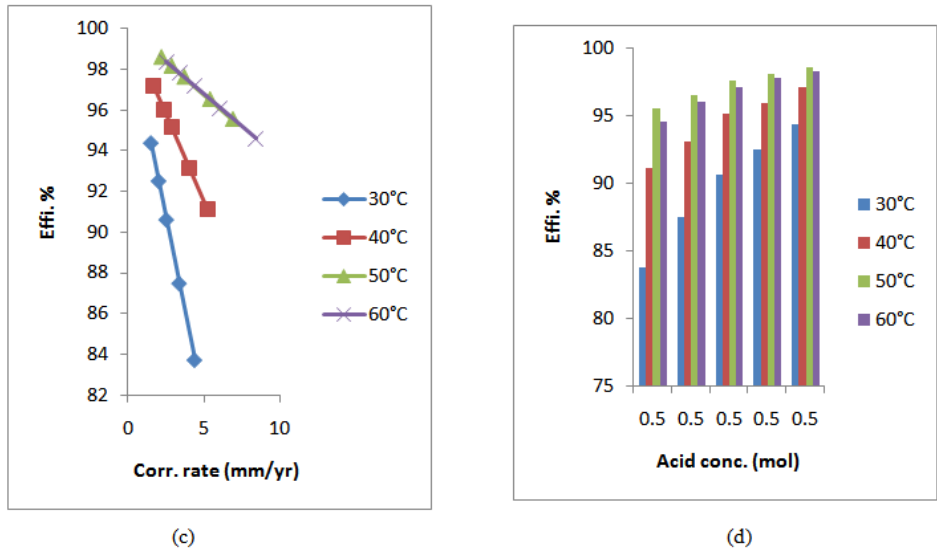 100
98
96
94
92
90
88
86
84
82
Effi. %
0 5 10
Corr. rate (mm/yr)
30°C
40°C
50°C
60°C
(c)
100
95
90
85
80
75
Effi. %
0.5 0.5 0.5 0.5 0.5
Acid conc. (mol)
30°C
40°C
50°C
60°C
(d)